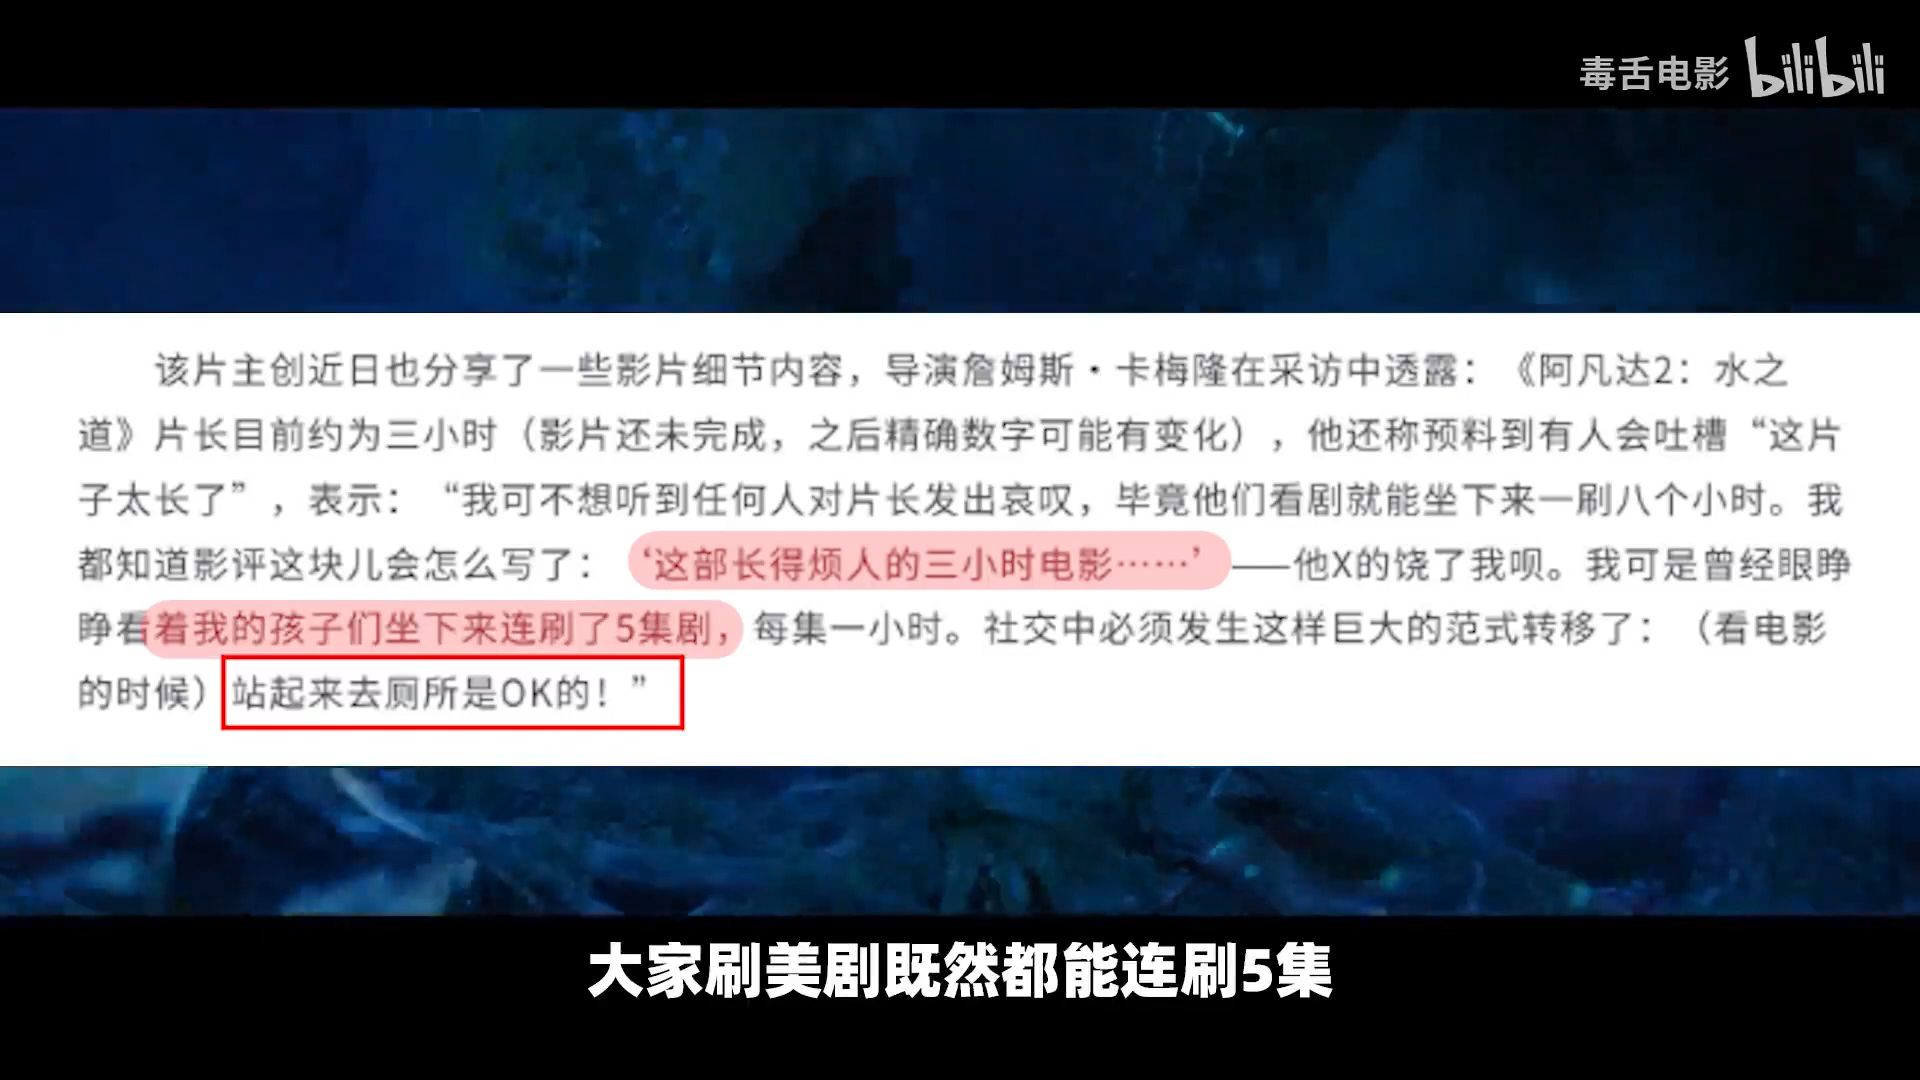 毒舌电影 bilibili
该片主创近日也分享了一些影片细节内容，导演詹姆斯·卡梅隆在采访中透露：《阿凡达2：水之
道》片长目前约为三小时（影片还未完成，之后精确数字可能有变化），他还称预料到有人会吐槽“这片
子太长了”，表示：“我可不想听到任何人对片长发出哀叹，毕竟他们看剧就能坐下来一刷八个小时。我
都知道影评这块儿会怎么写了：‘这部长得烦人的三小时电影……’——他X的饶了我呗。我可是曾经眼睁
睁看着我的孩子们坐下来连刷了5集剧，每集一小时。社交中必须发生这样巨大的范式转移了：（看电影
的时候）站起来去厕所是OK的！”
大家刷美剧既然都能连刷5集